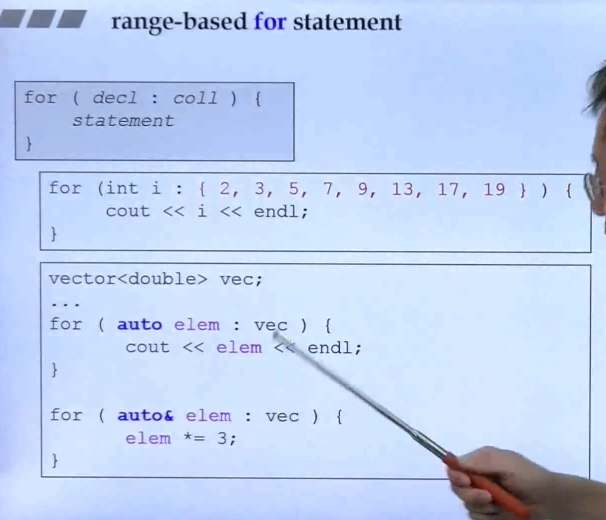 range-based for statement
for ( decl : coll ) {
statement
}
for (int i : { 2, 3, 5, 7, 9, 13, 17, 19 } ) {
cout << i << endl;
}
vector<double> vec;
...
for ( auto elem : vec ) {
cout << elem << endl;
}
for ( auto& elem : vec ) {
elem *= 3;
}